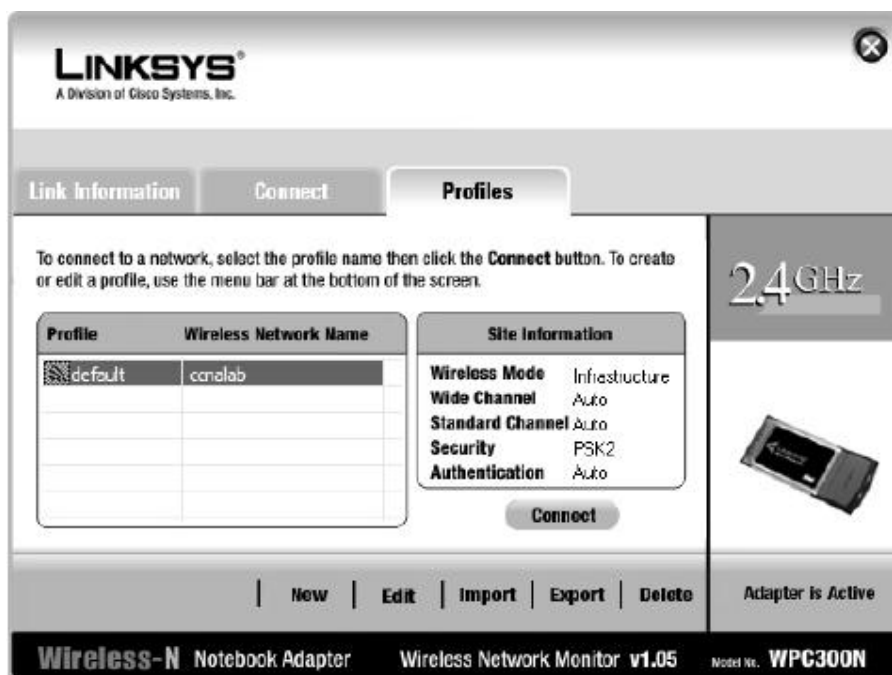 LINKSYS®
A Division of Cisco Systems, Inc.
Link Information
Connect
Profiles
To connect to a network, select the profile name then click the Connect button. To create
or edit a profile, use the menu bar at the bottom of the screen.
Profile Wireless Network Name
default ccnalab
Site Information
Wireless Mode Infrastructure
Wide Channel Auto
Standard Channel Auto
Security PSK2
Authentication Auto
Connect
2.4GHz
New Edit Import Export Delete
Adapter is Active
Wireless-N Notebook Adapter Wireless Network Monitor v1.05 Model No. WPC300N